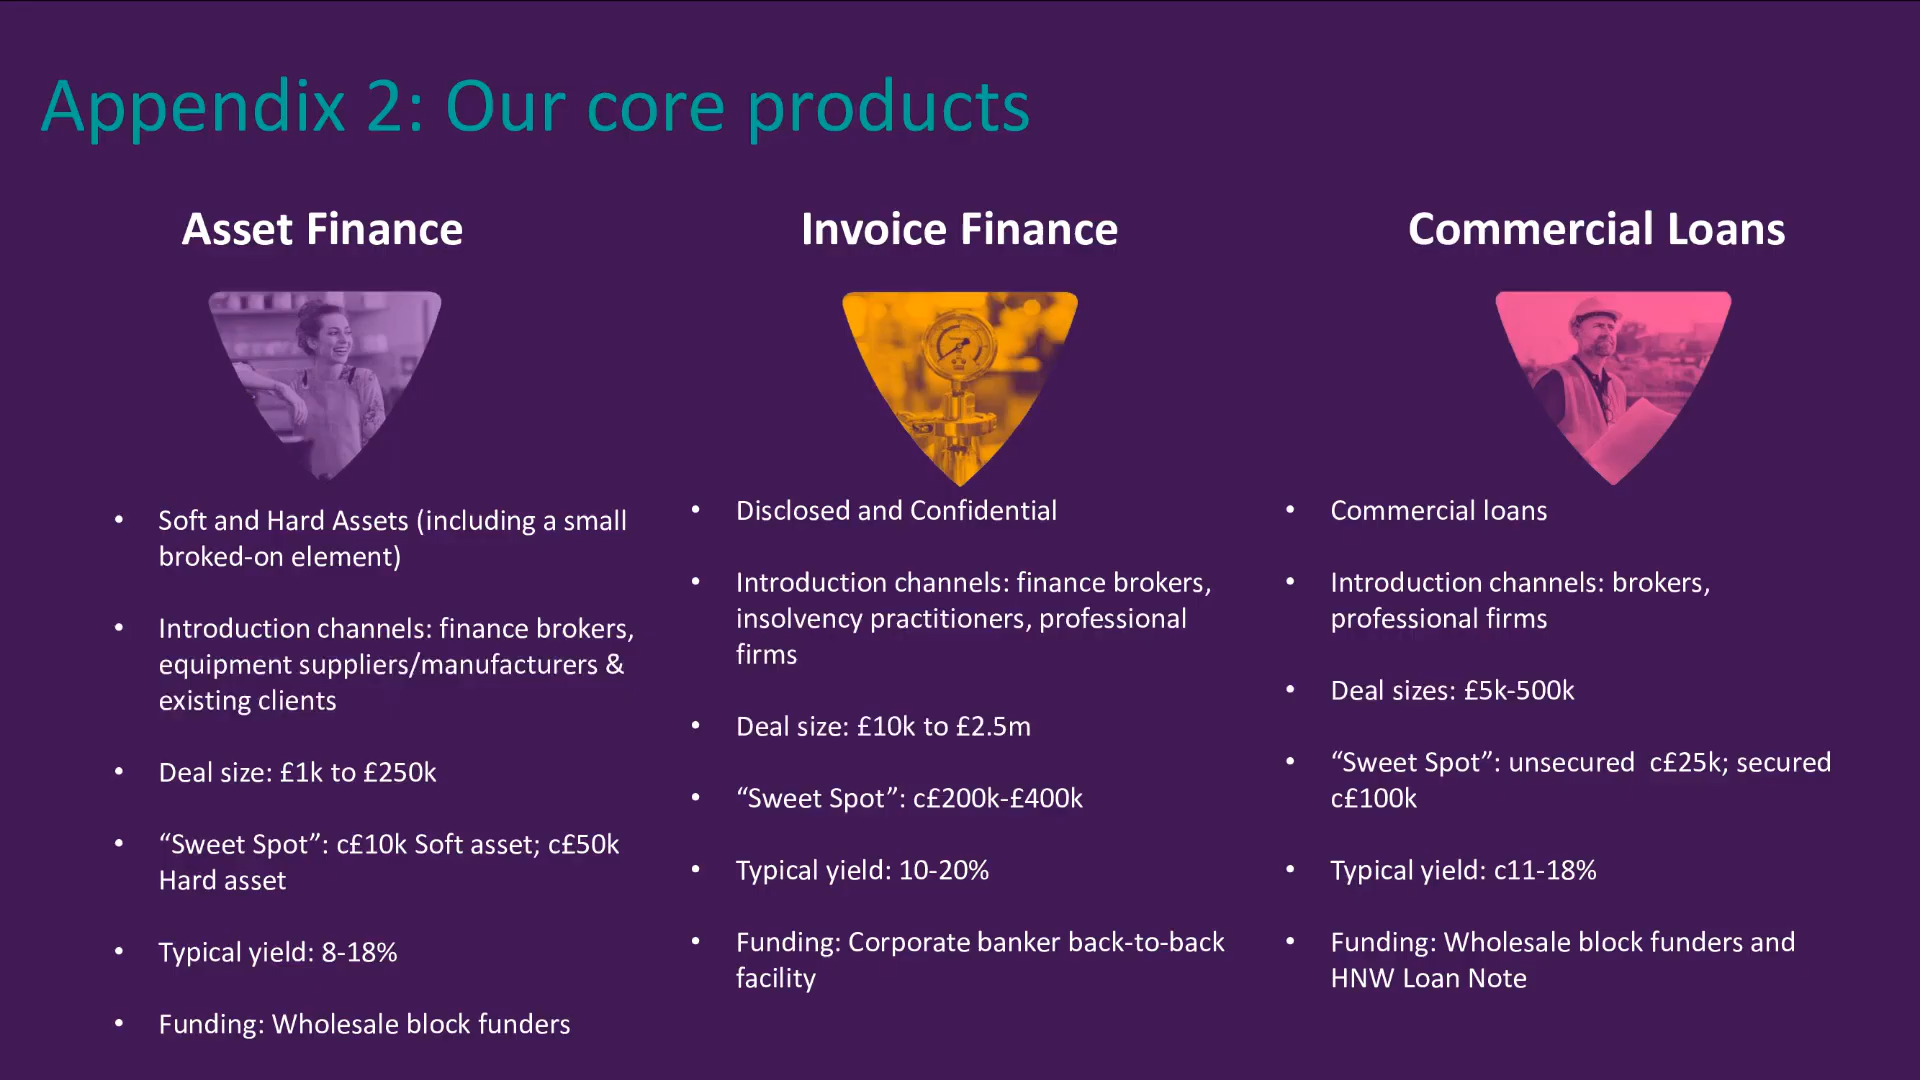 Appendix 2: Our core products
Asset Finance
• Soft and Hard Assets (including a small
broked-on element)
• Introduction channels: finance brokers,
equipment suppliers/manufacturers &
existing clients
• Deal size: £1k to £250k
• “Sweet Spot”: c£10k Soft asset; c£50k
Hard asset
• Typical yield: 8-18%
• Funding: Wholesale block funders
Invoice Finance
• Disclosed and Confidential
• Introduction channels: finance brokers,
insolvency practitioners, professional
firms
• Deal size: £10k to £2.5m
• “Sweet Spot”: c£200k-£400k
• Typical yield: 10-20%
• Funding: Corporate banker back-to-back
facility
Commercial Loans
• Commercial loans
• Introduction channels: brokers,
professional firms
• Deal sizes: £5k-500k
• “Sweet Spot”: unsecured  c£25k; secured
c£100k
• Typical yield: c11-18%
• Funding: Wholesale block funders and
HNW Loan Note